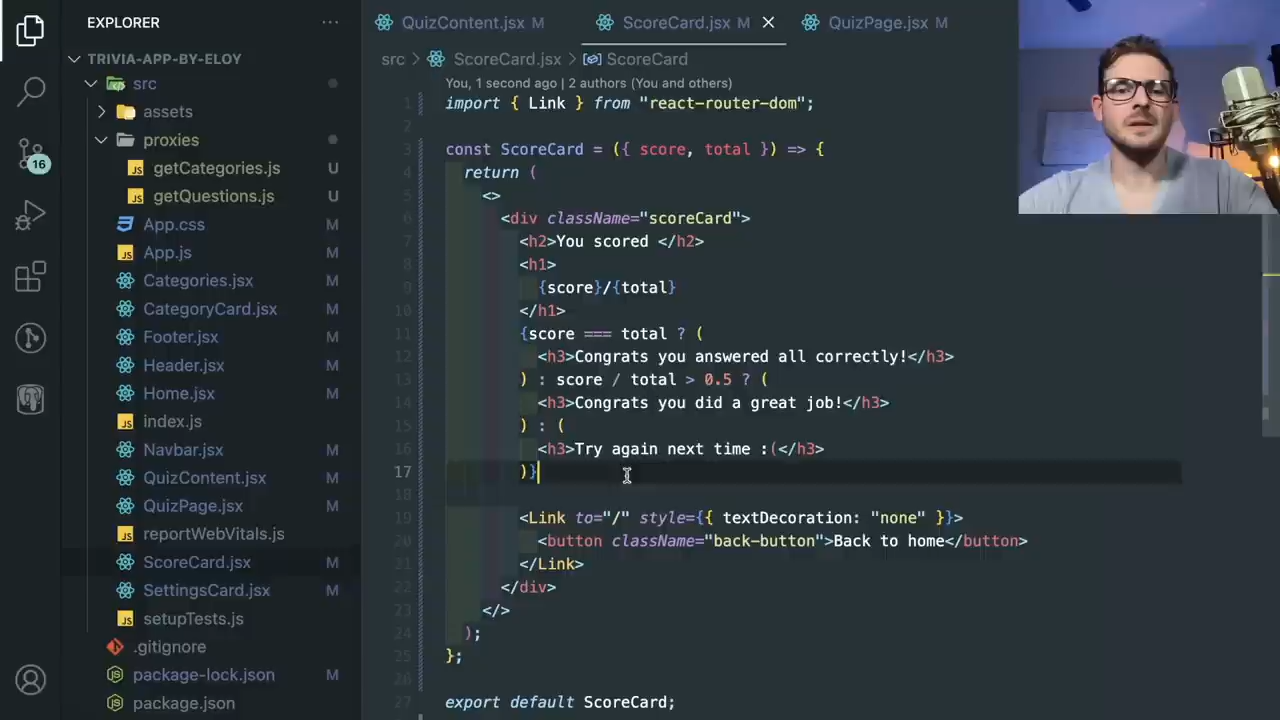 EXPLORER
TRIVIA-APP-BY-ELOY
src
assets
proxies
getCategories.js U
getQuestions.js U
App.css
App.js
Categories.jsx M
CategoryCard.jsx M
Footer.jsx M
Header.jsx M
Home.jsx M
index.js
Navbar.jsx M
QuizContent.jsx M
QuizPage.jsx M
reportWebVitals.js
ScoreCard.jsx M
SettingsCard.jsx M
setupTests.js
.gitignore
package-lock.json M
package.json
16
QuizContent.jsx M
ScoreCard.jsx M
QuizPage.jsx M
src > ScoreCard.jsx > ScoreCard
You, 1 second ago | 2 authors (You and others)
1 import { Link } from "react-router-dom";
2
3 const ScoreCard = ({ score, total }) => {
4 return (
5 <>
6 <div className="scoreCard">
7 <h2>You scored </h2>
8 <h1>
9 {score}/{total}
10 </h1>
11 {score === total ? (
12 <h3>Congrats you answered all correctly!</h3>
13 ) : score / total > 0.5 ? (
14 <h3>Congrats you did a great job!</h3>
15 ) : (
16 <h3>Try again next time :(</h3>
17 )}
18
19 <Link to="/" style={{ textDecoration: "none" }}>
20 <button className="back-button">Back to home</button>
21 </Link>
22 </div>
23 </>
24 );
25 };
26
27 export default ScoreCard;